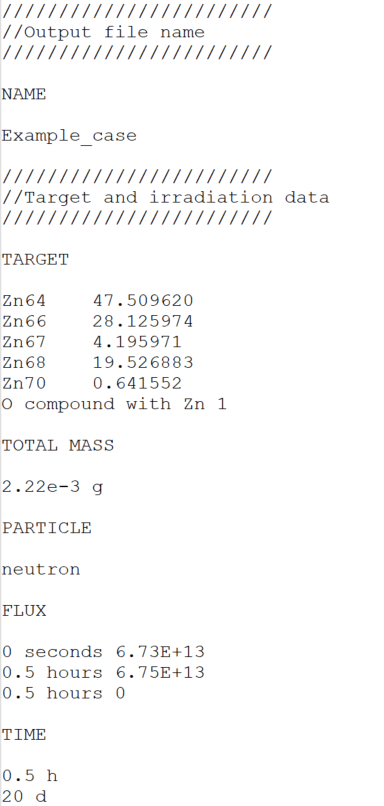 ////////////////////////
//Output file name
////////////////////////
NAME
Example_case
////////////////////////
//Target and irradiation data
////////////////////////
TARGET
Zn64    47.509620
Zn66    28.125974
Zn67    4.195971
Zn68    19.526883
Zn70    0.641552
O compound with Zn 1
TOTAL MASS
2.22e-3 g
PARTICLE
neutron
FLUX
0 seconds 6.73E+13
0.5 hours 6.75E+13
0.5 hours 0
TIME
0.5 h
20 d